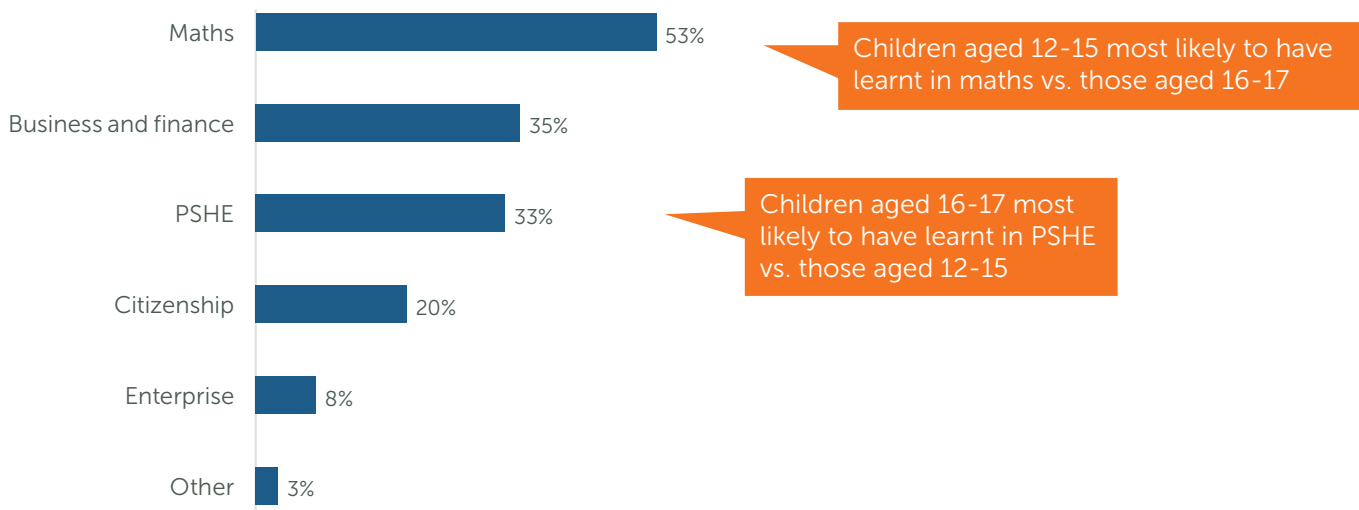 Maths
53%
Children aged 12-15 most likely to have
learnt in maths vs. those aged 16-17
Business and finance
35%
PSHE
33%
Children aged 16-17 most
likely to have learnt in PSHE
vs. those aged 12-15
Citizenship
20%
Enterprise
8%
Other
3%